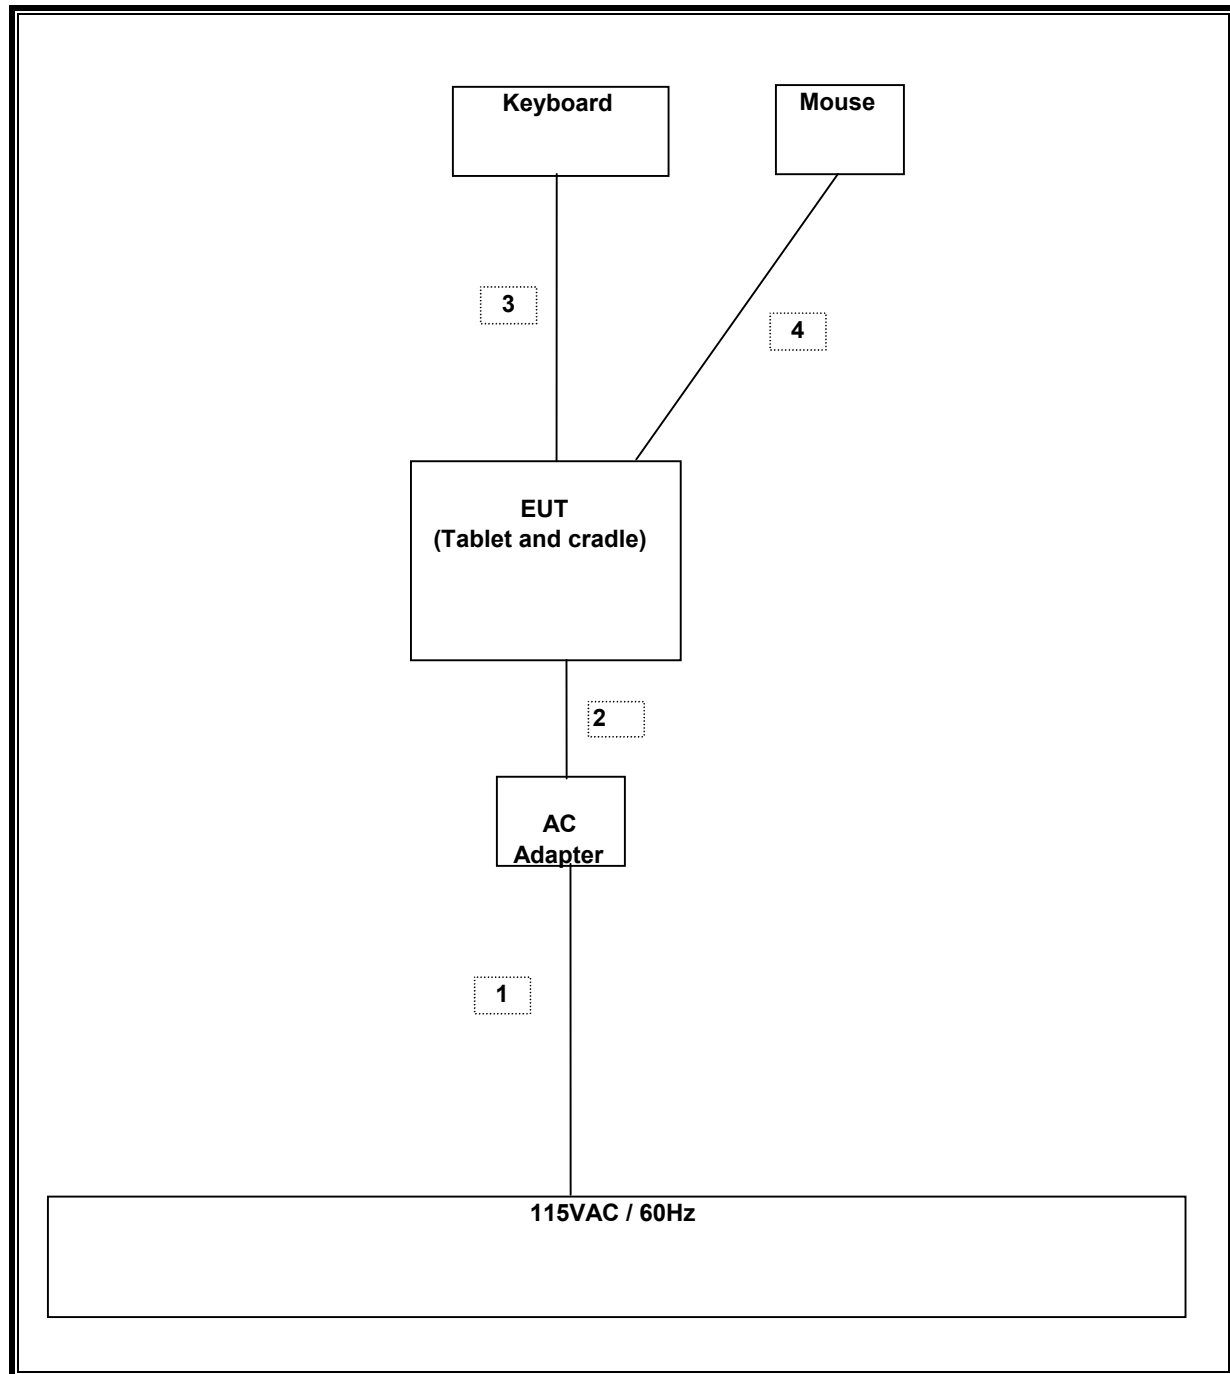 Keyboard
Mouse
3
4
EUT
(Tablet and cradle)
2
AC
Adapter
1
115VAC / 60Hz